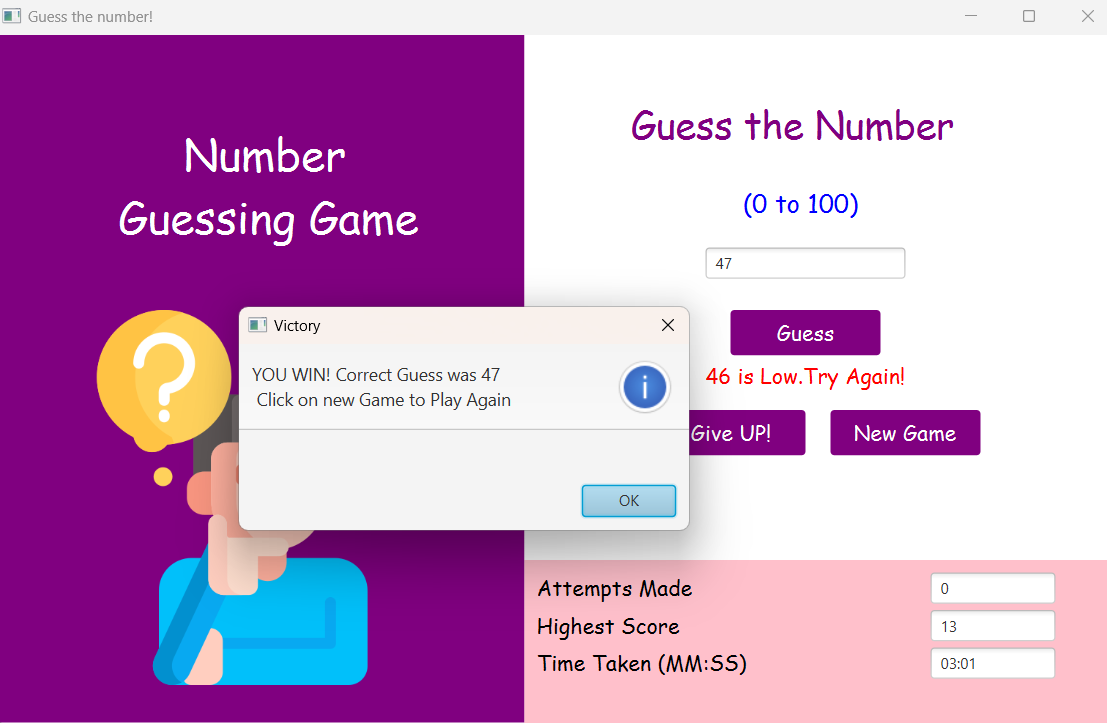 Guess the number!
Number
Guessing Game
?
Guess the Number
(0 to 100)
47
Guess
46 is Low.Try Again!
Give UP!
New Game
Victory
YOU WIN! Correct Guess was 47
Click on new Game to Play Again
i
OK
Attempts Made 0
Highest Score 13
Time Taken (MM:SS) 03:01